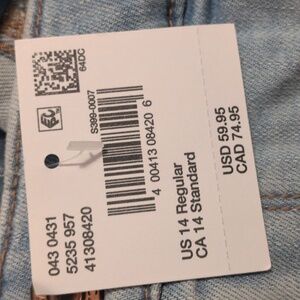 64DC
S399-0007
4 00413 08420 6
043 0431
5235 957
41308420
US 14 Regular
CA 14 Standard
USD 59.95
CAD 74.95